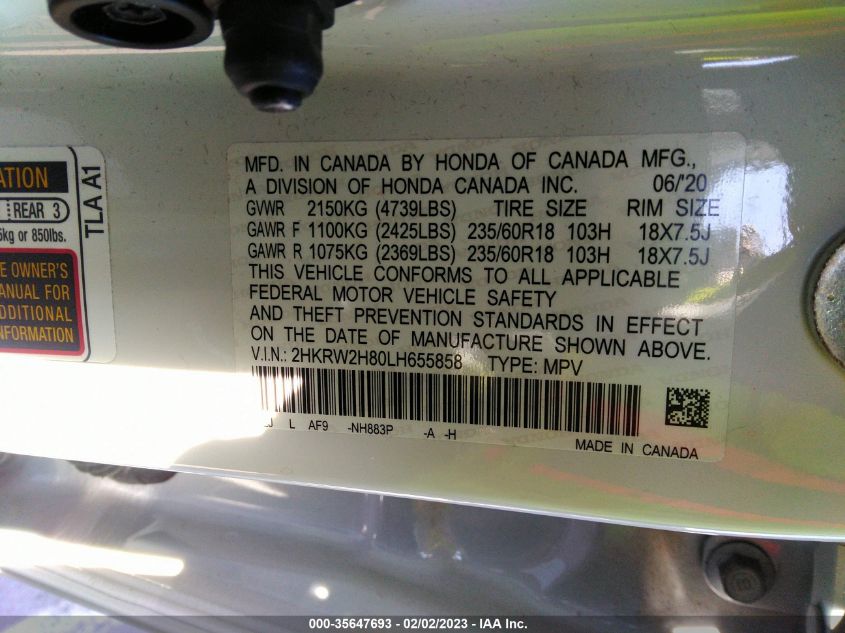 ATION
REAR 3
5kg or 850lbs.
E OWNER'S
ANUAL FOR
DDITIONAL
NFORMATION
TLA A1
MFD. IN CANADA BY HONDA OF CANADA MFG.,
A DIVISION OF HONDA CANADA INC. 06/'20
GVWR 2150KG (4739LBS) TIRE SIZE RIM SIZE
GAWR F 1100KG (2425LBS) 235/60R18 103H 18X7.5J
GAWR R 1075KG (2369LBS) 235/60R18 103H 18X7.5J
THIS VEHICLE CONFORMS TO ALL APPLICABLE
FEDERAL MOTOR VEHICLE SAFETY
AND THEFT PREVENTION STANDARDS IN EFFECT
ON THE DATE OF MANUFACTURE SHOWN ABOVE.
V.I.N.: 2HKRW2H80LH655858 TYPE: MPV
L AF9 -NH883P -A -H
MADE IN CANADA
000-35647693 - 02/02/2023 - IAA Inc.